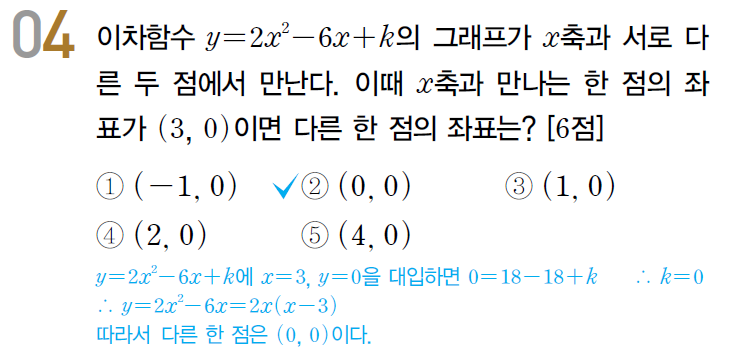 04 이차함수 y=2x²-6x+k의 그래프가 x축과 서로 다
른 두 점에서 만난다. 이때 x축과 만나는 한 점의 좌
표가 (3, 0)이면 다른 한 점의 좌표는? [6점]
① (-1, 0) ② (0, 0) ③ (1, 0)
④ (2, 0) ⑤ (4, 0)
y=2x²-6x+k에 x=3, y=0을 대입하면 0=18-18+k ∴ k=0
∴ y=2x²-6x=2x(x-3)
따라서 다른 한 점은 (0, 0)이다.